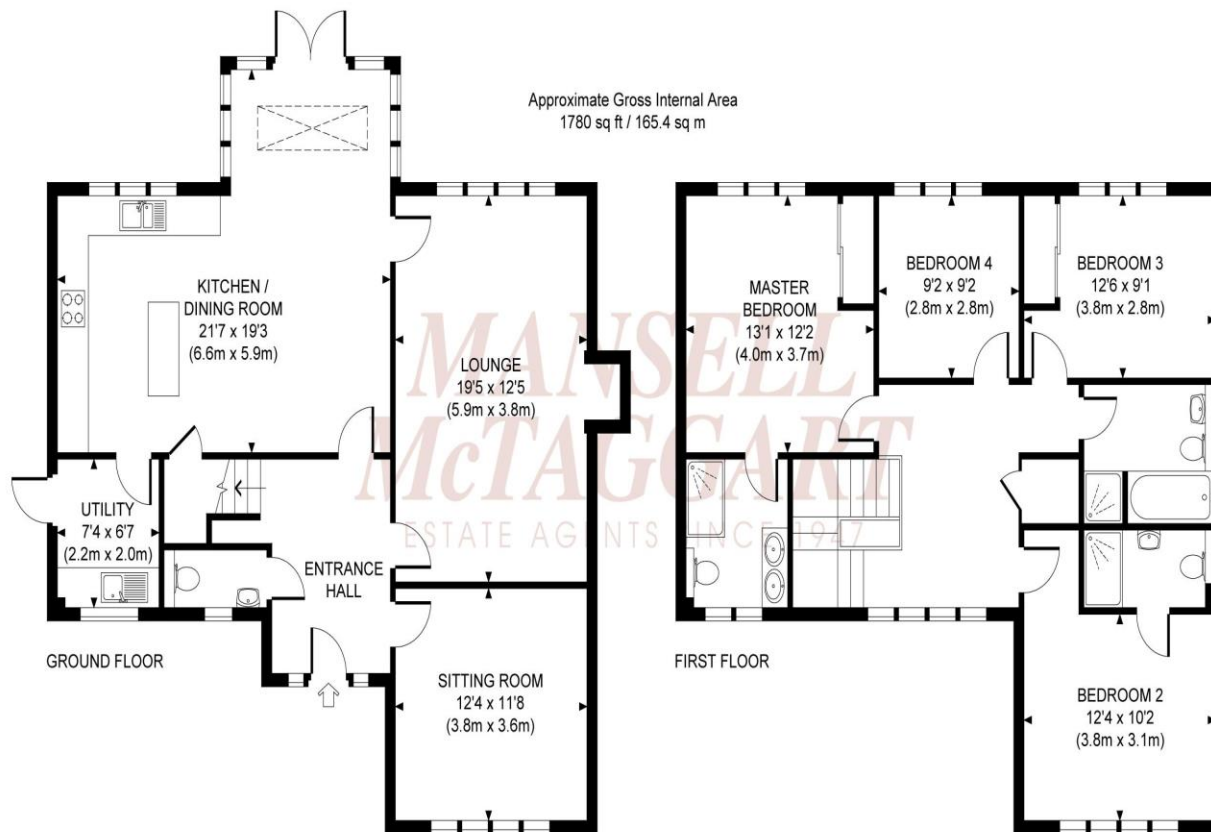 Approximate Gross Internal Area
1780 sq ft / 165.4 sq m
KITCHEN /
DINING ROOM
21'7 x 19'3
(6.6m x 5.9m)
LOUNGE
19'5 x 12'5
(5.9m x 3.8m)
UTILITY
7'4 x 6'7
(2.2m x 2.0m)
ENTRANCE
HALL
SITTING ROOM
12'4 x 11'8
(3.8m x 3.6m)
GROUND FLOOR
MASTER
BEDROOM
13'1 x 12'2
(4.0m x 3.7m)
BEDROOM 4
9'2 x 9'2
(2.8m x 2.8m)
BEDROOM 3
12'6 x 9'1
(3.8m x 2.8m)
BEDROOM 2
12'4 x 10'2
(3.8m x 3.1m)
FIRST FLOOR
MANSELL
McTAGGART
ESTATE AGENTS SINCE 1947